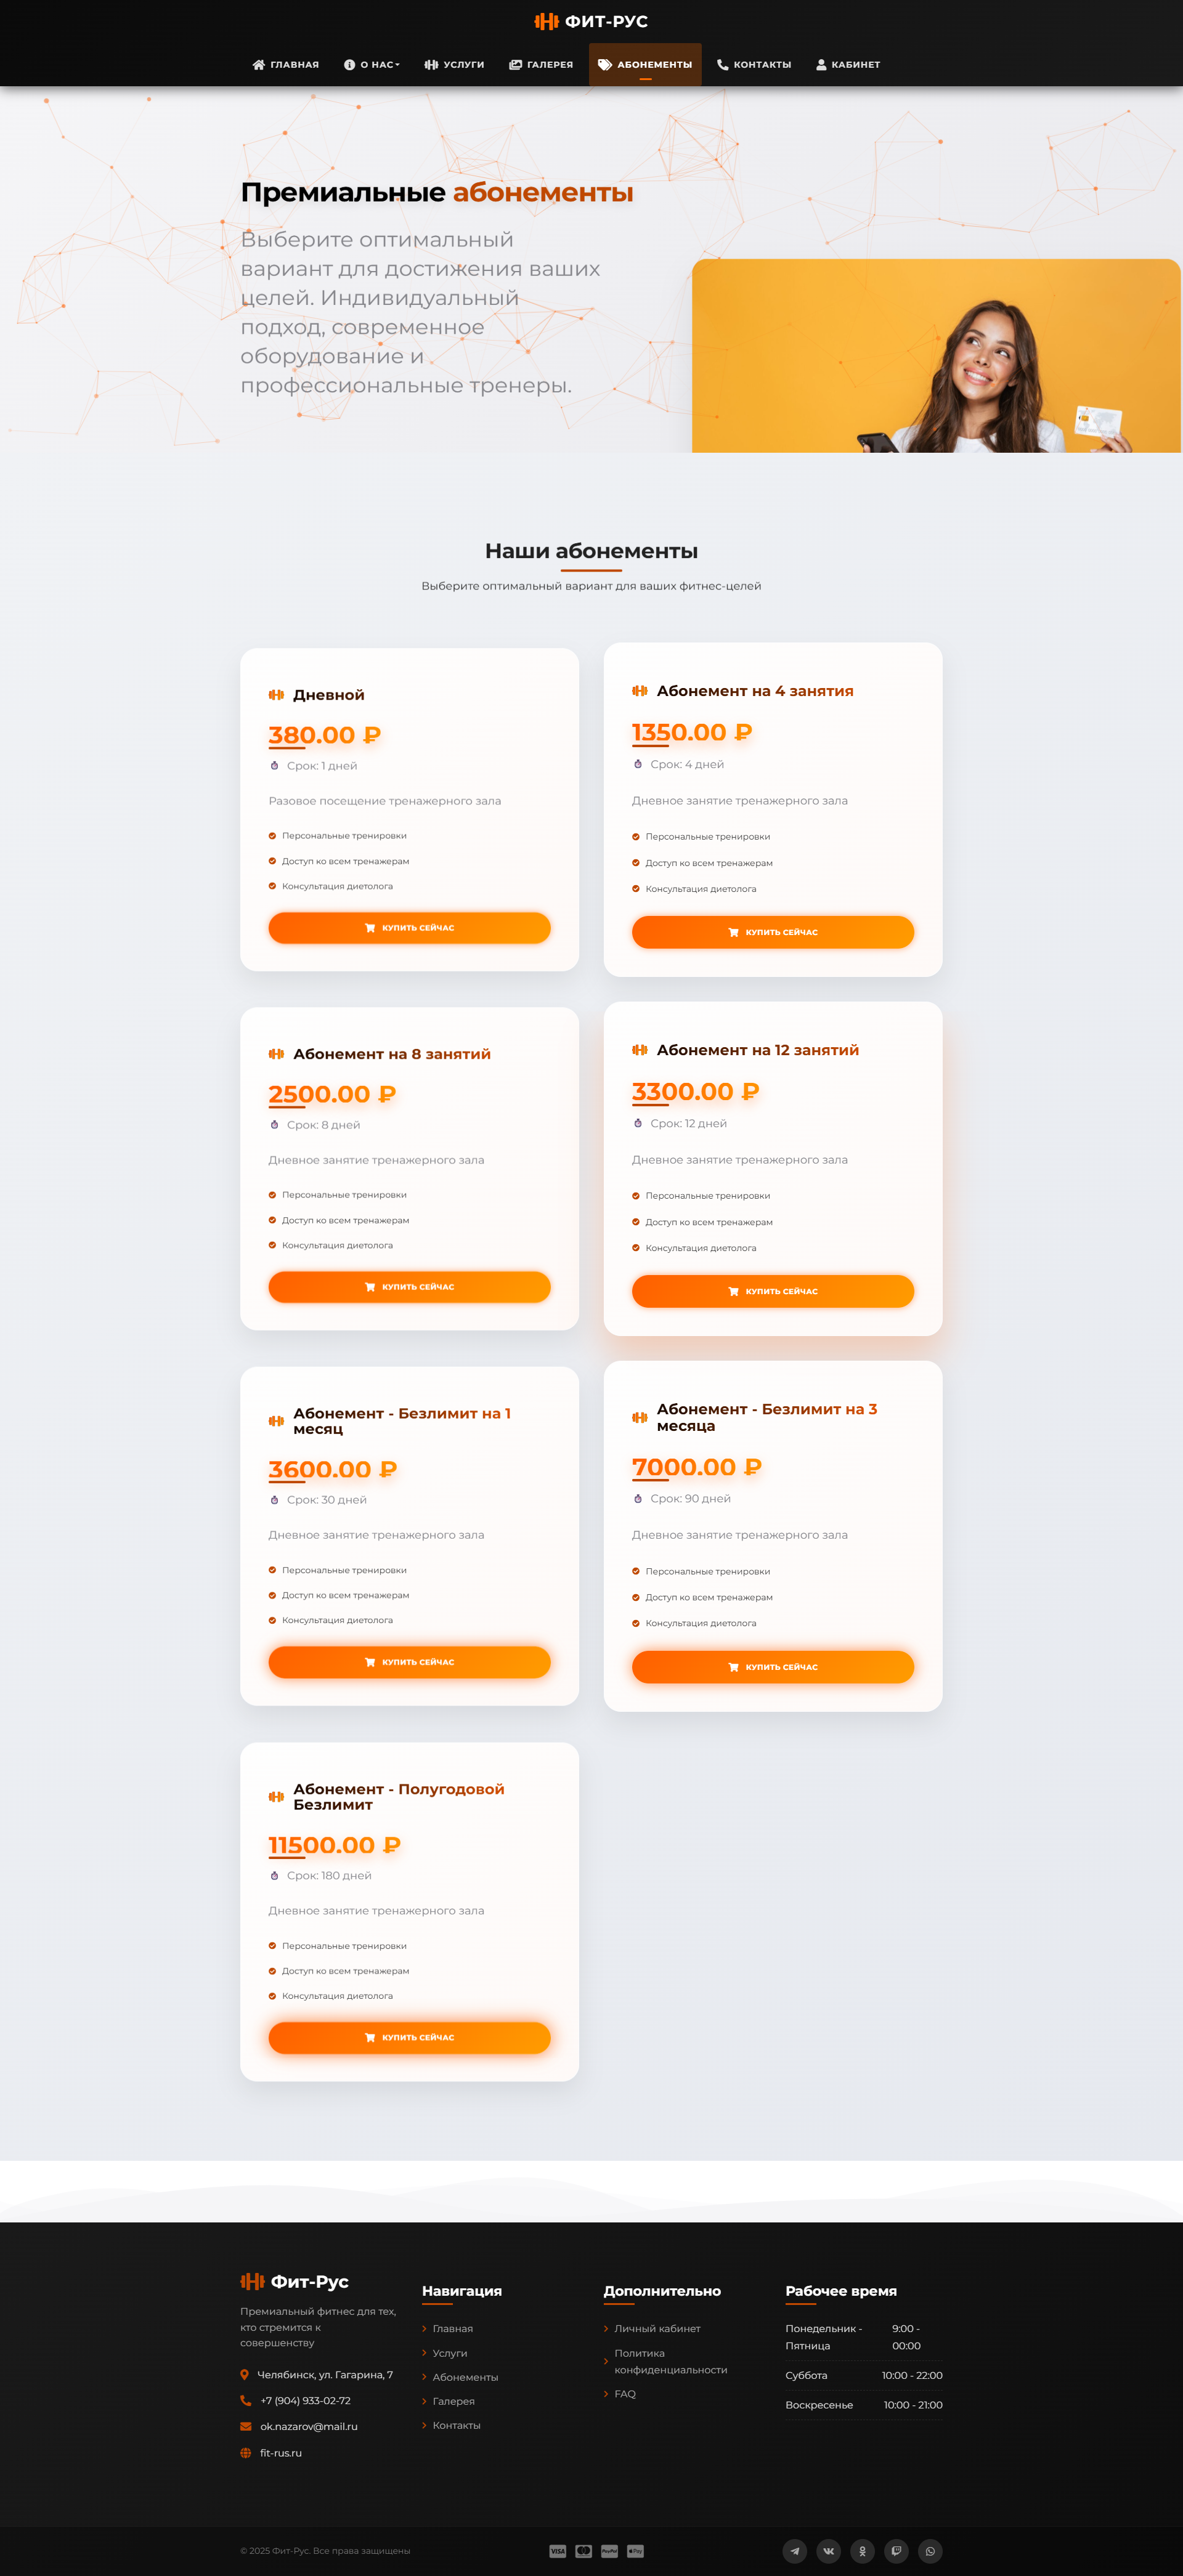 ФИТ-РУС
ГЛАВНАЯ О НАС УСЛУГИ ГАЛЕРЕЯ АБОНЕМЕНТЫ КОНТАКТЫ КАБИНЕТ
Премиальные абонементы
Выберите оптимальный
вариант для достижения ваших
целей. Индивидуальный
подход, современное
оборудование и
профессиональные тренеры.
Наши абонементы
Выберите оптимальный вариант для ваших фитнес-целей
Дневной
380.00 ₽
Срок: 1 дней
Разовое посещение тренажерного зала
Персональные тренировки
Доступ ко всем тренажерам
Консультация диетолога
КУПИТЬ СЕЙЧАС
Абонемент на 4 занятия
1350.00 ₽
Срок: 4 дней
Дневное занятие тренажерного зала
Персональные тренировки
Доступ ко всем тренажерам
Консультация диетолога
КУПИТЬ СЕЙЧАС
Абонемент на 8 занятий
2500.00 ₽
Срок: 8 дней
Дневное занятие тренажерного зала
Персональные тренировки
Доступ ко всем тренажерам
Консультация диетолога
КУПИТЬ СЕЙЧАС
Абонемент на 12 занятий
3300.00 ₽
Срок: 12 дней
Дневное занятие тренажерного зала
Персональные тренировки
Доступ ко всем тренажерам
Консультация диетолога
КУПИТЬ СЕЙЧАС
Абонемент - Безлимит на 1
месяц
3600.00 ₽
Срок: 30 дней
Дневное занятие тренажерного зала
Персональные тренировки
Доступ ко всем тренажерам
Консультация диетолога
КУПИТЬ СЕЙЧАС
Абонемент - Безлимит на 3
месяца
7000.00 ₽
Срок: 90 дней
Дневное занятие тренажерного зала
Персональные тренировки
Доступ ко всем тренажерам
Консультация диетолога
КУПИТЬ СЕЙЧАС
Абонемент - Полугодовой
Безлимит
11500.00 ₽
Срок: 180 дней
Дневное занятие тренажерного зала
Персональные тренировки
Доступ ко всем тренажерам
Консультация диетолога
КУПИТЬ СЕЙЧАС
Фит-Рус
Премиальный фитнес для тех,
кто стремится к
совершенству
Челябинск, ул. Гагарина, 7
+7 (904) 933-02-72
ok.nazarov@mail.ru
fit-rus.ru
Навигация
Главная
Услуги
Абонементы
Галерея
Контакты
Дополнительно
Личный кабинет
Политика
конфиденциальности
FAQ
Рабочее время
Понедельник - 9:00 -
Пятница 00:00
Суббота 10:00 - 22:00
Воскресенье 10:00 - 21:00
© 2025 Фит-Рус. Все права защищены
VISA PayPal Pay